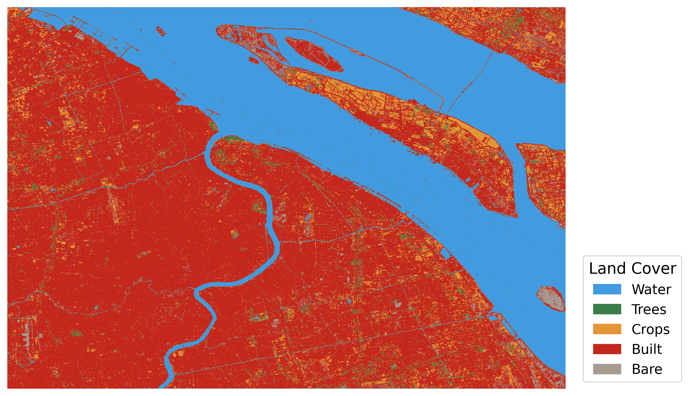 Land Cover
Water
Trees
Crops
Built
Bare